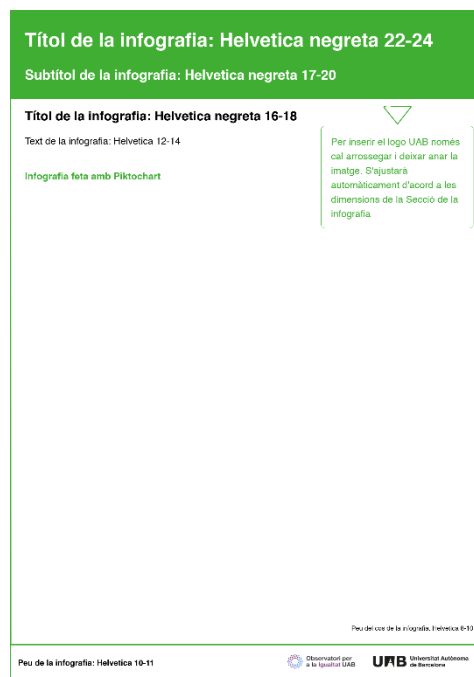 Títol de la infografia: Helvetica negreta 22-24
Subtítol de la infografia: Helvetica negreta 17-20
Títol de la infografia: Helvetica negreta 16-18
Text de la infografia: Helvetica 12-14
Infografia feta amb Piktochart
Per inserir el logo UAB només
cal arrossegar i deixar anar la
imatge. S'ajustarà
automàticament d'acord a les
dimensions de la Secció de la
infografia
Peu del cos de la infografia: Helvetica 8-10
Peu de la infografia: Helvetica 10-11
Observatori per
a la Igualtat UAB
UAB
Universitat Autònoma
de Barcelona